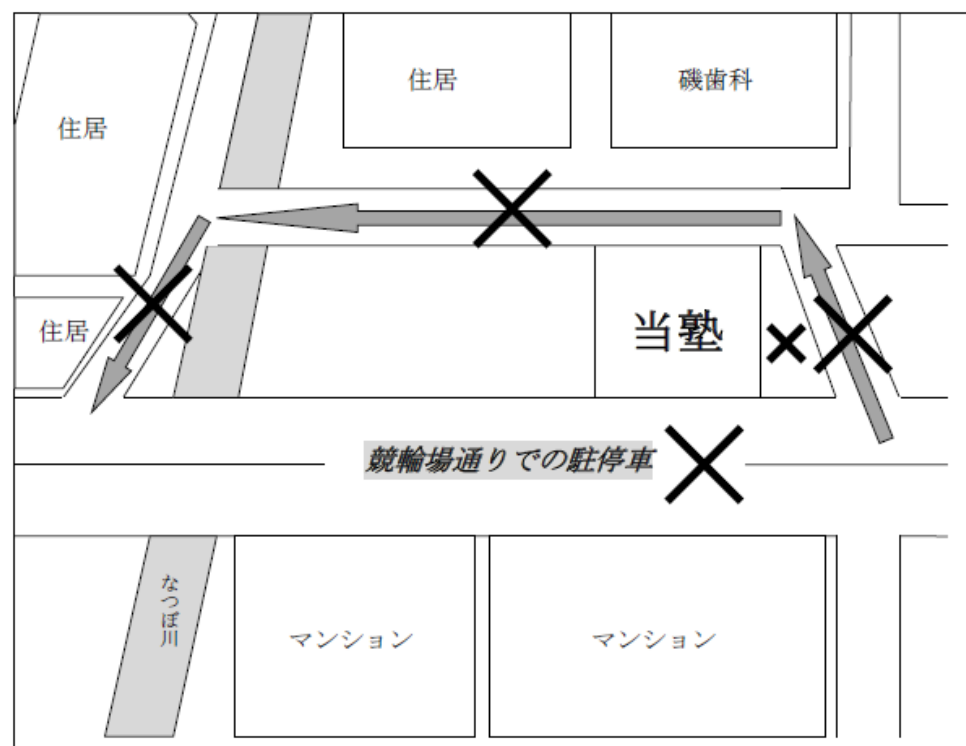 住居
磯歯科
住居
住居
当塾
競輪場通りでの駐停車
なつぼ川
マンション
マンション